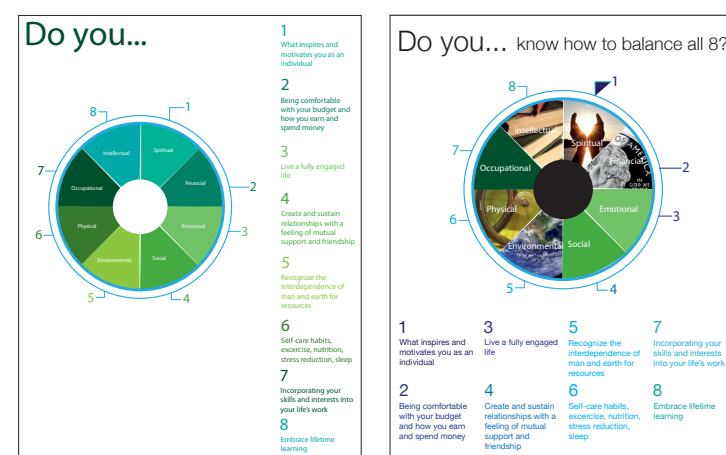 Do you...
8
1
Intellectual
Spiritual
7
Occupational
Financial
2
6
Physical
Emotional
3
Environmental
Social
5
4
1
What inspires and
motivates you as an
individual
2
Being comfortable
with your budget and
how you earn and
spend money
3
Live a fully engaged
life
4
Create and sustain
relationships with a
feeling of mutual
support and friendship
5
Recognize the
interdependence of
man and earth for
resources
6
Self-care habits,
excercise, nutrition,
stress reduction, sleep
7
Incorporating your
skills and interests into
your life's work
8
Embrace lifetime
learning
Do you... know how to balance all 8?
8
1
Intellectual
Spiritual
OF AMERICA
7
Occupational
Financial
2
IN
GOD WE
6
Physical
Emotional
3
Environmental
Social
5
4
1
What inspires and
motivates you as an
individual
3
Live a fully engaged
life
5
Recognize the
interdependence of
man and earth for
resources
7
Incorporating your
skills and interests
into your life's work
2
Being comfortable
with your budget
and how you earn
and spend money
4
Create and sustain
relationships with a
feeling of mutual
support and
friendship
6
Self-care habits,
excercise, nutrition,
stress reduction,
sleep
8
Embrace lifetime
learning